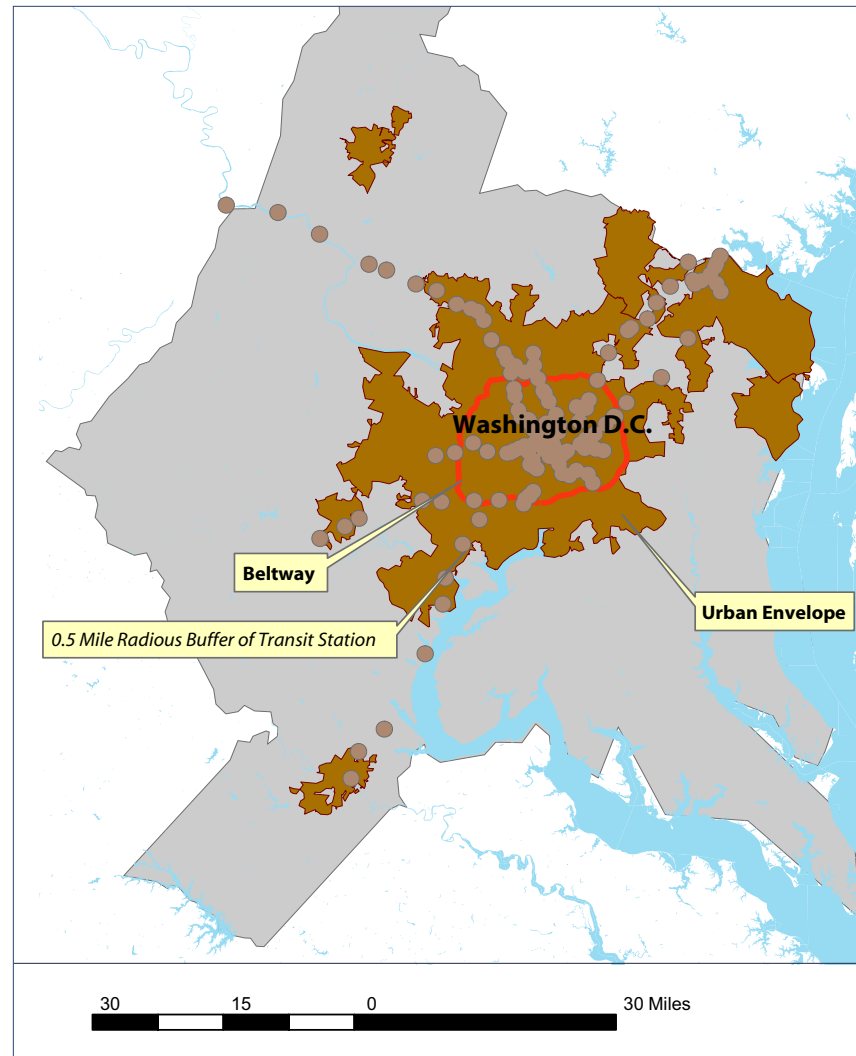 Washington D.C.
Beltway
Urban Envelope
0.5 Mile Radious Buffer of Transit Station
30 15 0 30 Miles